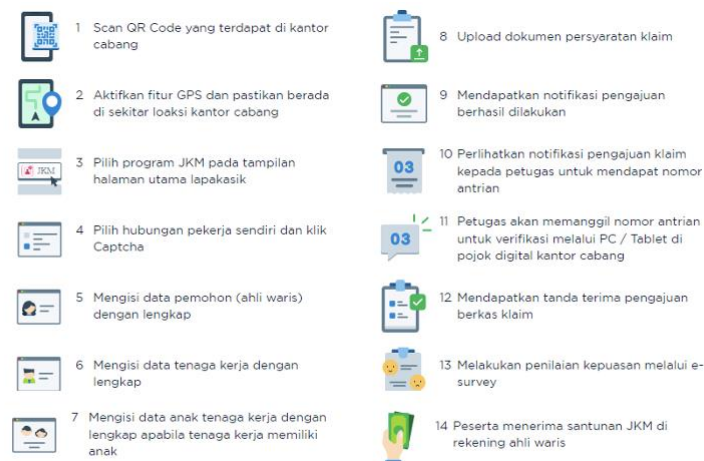 1 Scan QR Code yang terdapat di kantor
cabang
2 Aktifkan fitur GPS dan pastikan berada
di sekitar loaksi kantor cabang
JKM
3 Pilih program JKM pada tampilan
halaman utama lapakasik
4 Pilih hubungan pekerja sendiri dan klik
Captcha
5 Mengisi data pemohon (ahli waris)
dengan lengkap
6 Mengisi data tenaga kerja dengan
lengkap
7 Mengisi data anak tenaga kerja dengan
lengkap apabila tenaga kerja memiliki
anak
8 Upload dokumen persyaratan klaim
9 Mendapatkan notifikasi pengajuan
berhasil dilakukan
03
10 Perlihatkan notifikasi pengajuan klaim
kepada petugas untuk mendapat nomor
antrian
03
11 Petugas akan memanggil nomor antrian
untuk verifikasi melalui PC / Tablet di
pojok digital kantor cabang
12 Mendapatkan tanda terima pengajuan
berkas klaim
13 Melakukan penilaian kepuasan melalui e-
survey
14 Peserta menerima santunan JKM di
rekening ahli waris